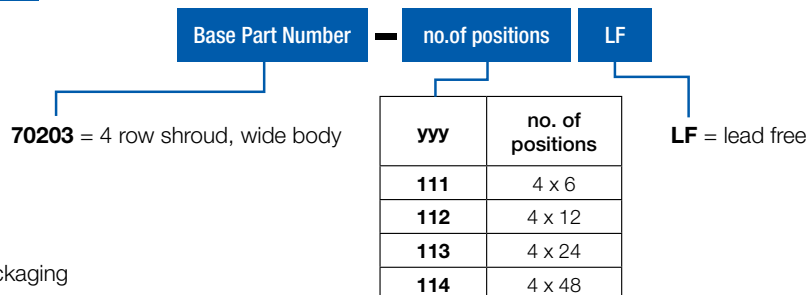 Base Part Number – no.of positions LF
70203 = 4 row shroud, wide body
yyy no. of positions
111 4 x 6
112 4 x 12
113 4 x 24
114 4 x 48
LF = lead free